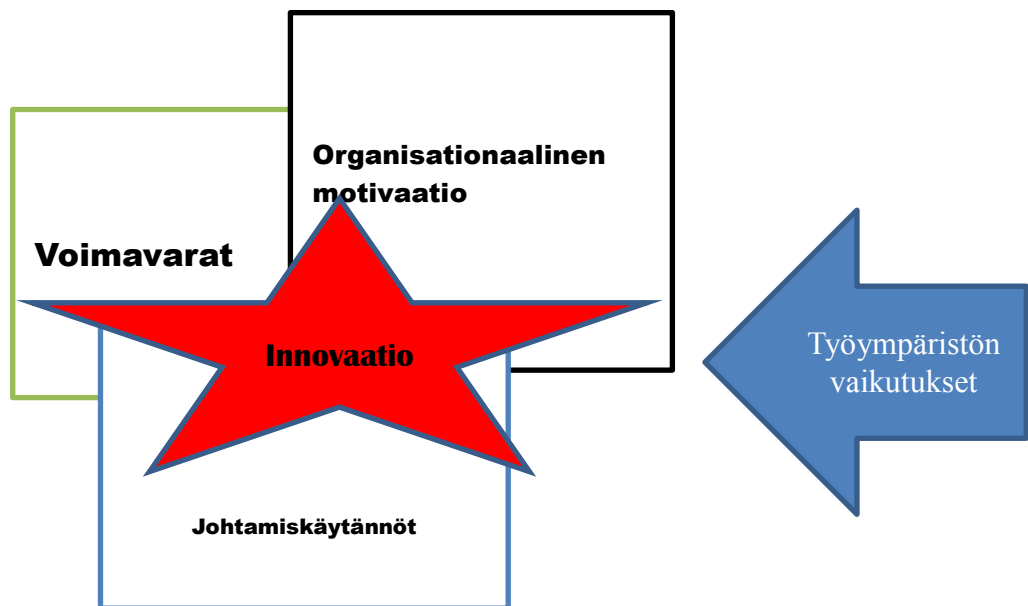 Organisationaalinen
motivaatio
Voimavarat
Innovaatio
Työympäristön
vaikutukset
Johtamiskäytännöt